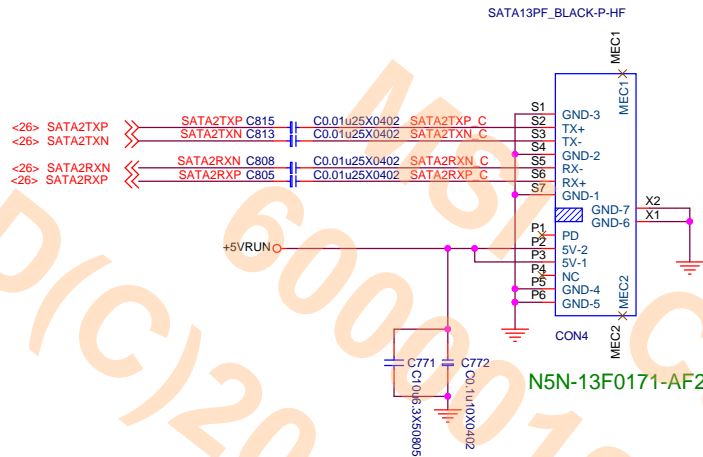 SATA13PF_BLACK-P-HF
MEC1
MEC1
<26> SATA2TXP SATA2TXP C815 C0.01u25X0402 SATA2TXP_C
<26> SATA2TXN SATA2TXN C813 C0.01u25X0402 SATA2TXN_C
<26> SATA2RXN SATA2RXN C808 C0.01u25X0402 SATA2RXN_C
<26> SATA2RXP SATA2RXP C805 C0.01u25X0402 SATA2RXP_C
S1 GND-3
S2 TX+
S3 TX-
S4 GND-2
S5 RX-
S6 RX+
S7 GND-1
GND-7 X2
GND-6 X1
+5VRUN
P1 PD
P2 5V-2
P3 5V-1
P4 NC
P5 GND-4
P6 GND-5
MEC2
MEC2
CON4
N5N-13F0171-AF2
C771
C10u6.3X50805
C772
C0.1u10X0402
MSI